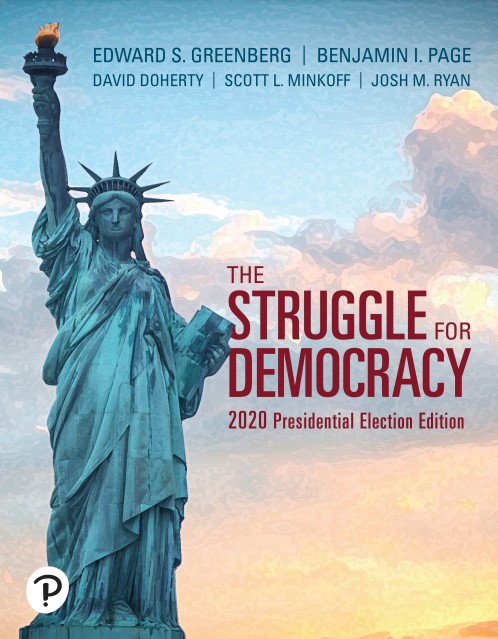 EDWARD S. GREENBERG | BENJAMIN I. PAGE
DAVID DOHERTY | SCOTT L. MINKOFF | JOSH M. RYAN
THE
STRUGGLE FOR
DEMOCRACY
2020 Presidential Election Edition
P